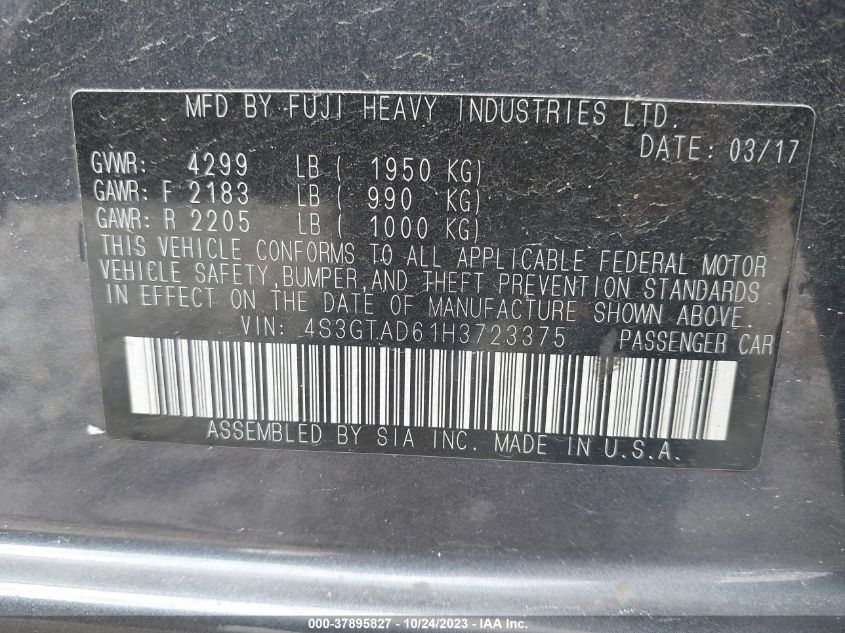 MFD BY FUJI HEAVY INDUSTRIES LTD.
DATE: 03/17
GVWR: 4299 LB ( 1950 KG)
GAWR: F 2183 LB ( 990 KG)
GAWR: R 2205 LB ( 1000 KG)
THIS VEHICLE CONFORMS TO ALL APPLICABLE FEDERAL MOTOR
VEHICLE SAFETY,BUMPER,AND THEFT PREVENTION STANDARDS
IN EFFECT ON THE DATE OF MANUFACTURE SHOWN ABOVE.
VIN: 4S3GTAD61H3723375 PASSENGER CAR
ASSEMBLED BY SIA INC. MADE IN U.S.A.
000-37895827 - 10/24/2023 - IAA Inc.